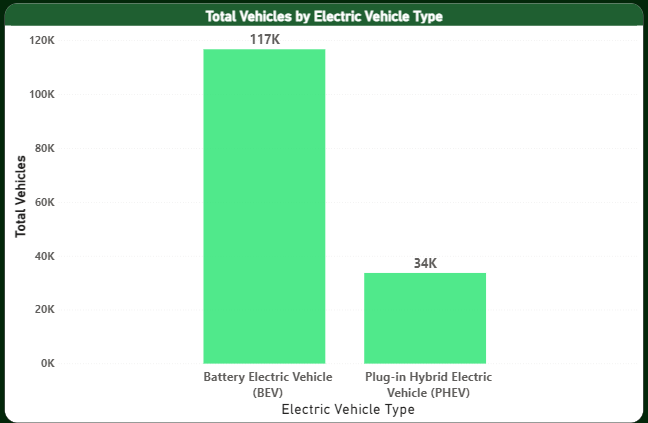 Total Vehicles by Electric Vehicle Type
120K
100K
80K
60K
40K
20K
0K
Total Vehicles
117K
34K
Battery Electric Vehicle
(BEV)
Plug-in Hybrid Electric
Vehicle (PHEV)
Electric Vehicle Type